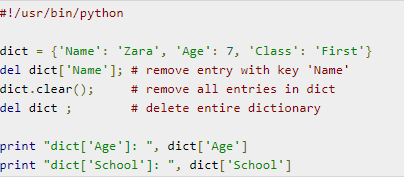 #!/usr/bin/python
dict = {'Name': 'Zara', 'Age': 7, 'Class': 'First'}
del dict['Name']; # remove entry with key 'Name'
dict.clear();     # remove all entries in dict
del dict ;        # delete entire dictionary
print "dict['Age']: ", dict['Age']
print "dict['School']: ", dict['School']